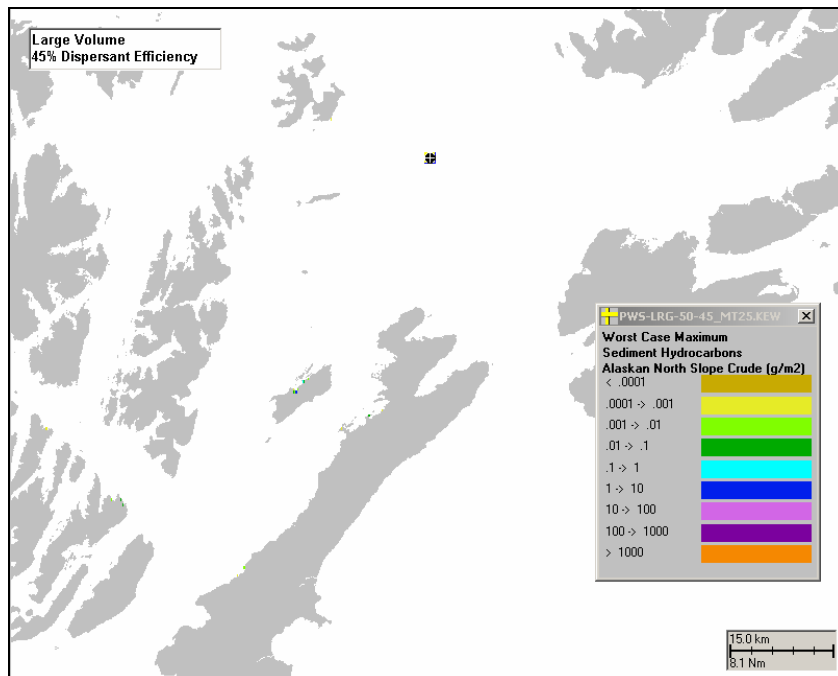 Large Volume
45% Dispersant Efficiency
PWS-LRG-50-45_MT25.KEW
Worst Case Maximum
Sediment Hydrocarbons
Alaskan North Slope Crude (g/m2)
< .0001
.0001 -> .001
.001 -> .01
.01 -> .1
.1 -> 1
1 -> 10
10 -> 100
100 -> 1000
> 1000
15.0 km
8.1 Nm